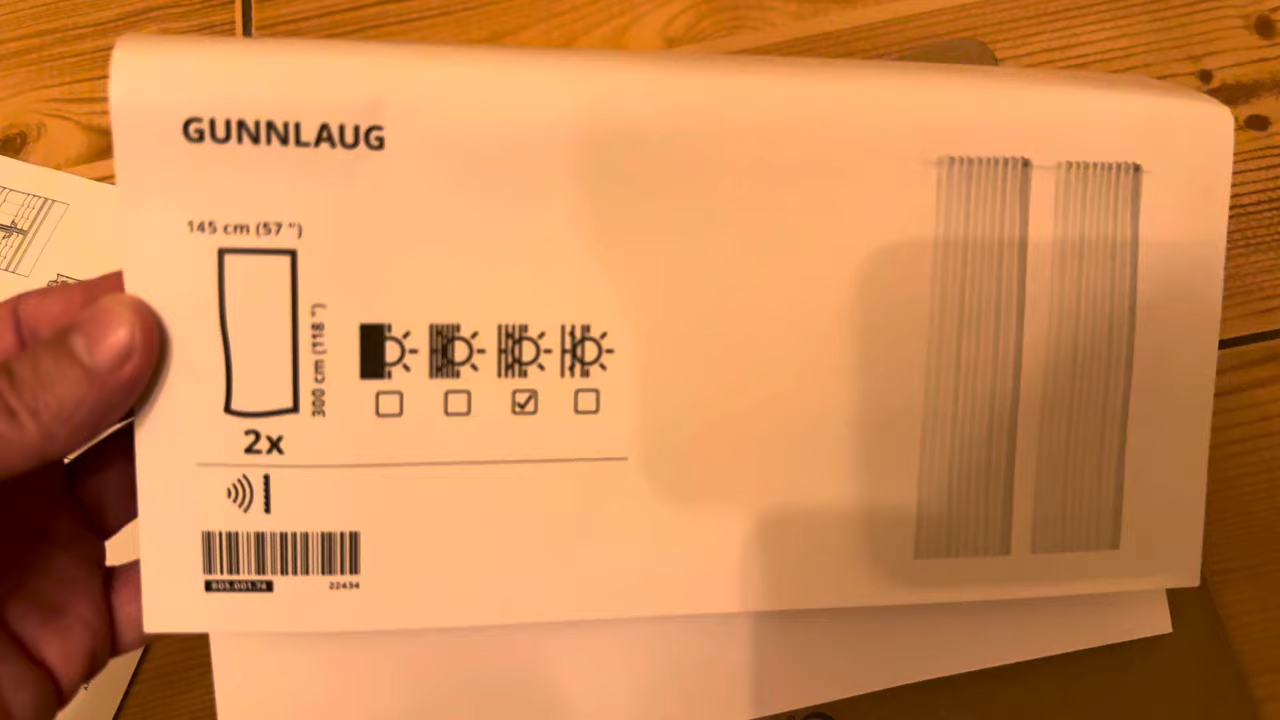 GUNNLAUG
145 cm (57 ")
300 cm (118 ")
2x
805.001.74
22434